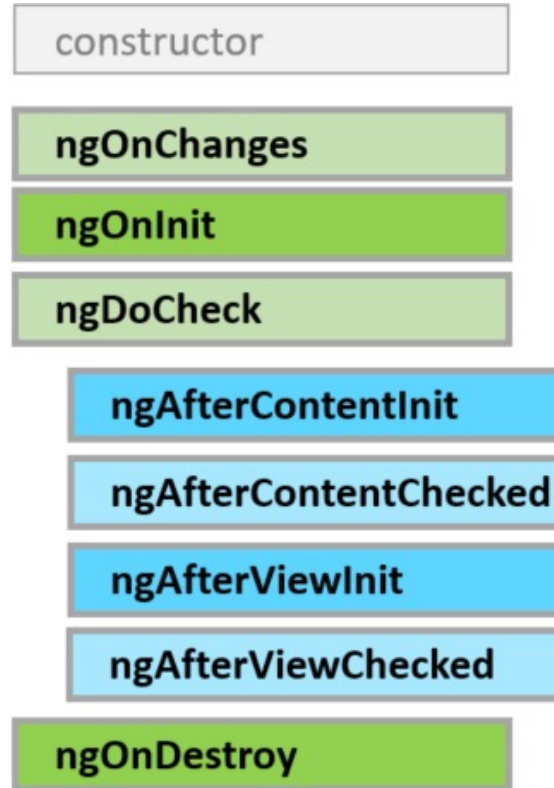 constructor
ngOnChanges
ngOnInit
ngDoCheck
ngAfterContentInit
ngAfterContentChecked
ngAfterViewInit
ngAfterViewChecked
ngOnDestroy